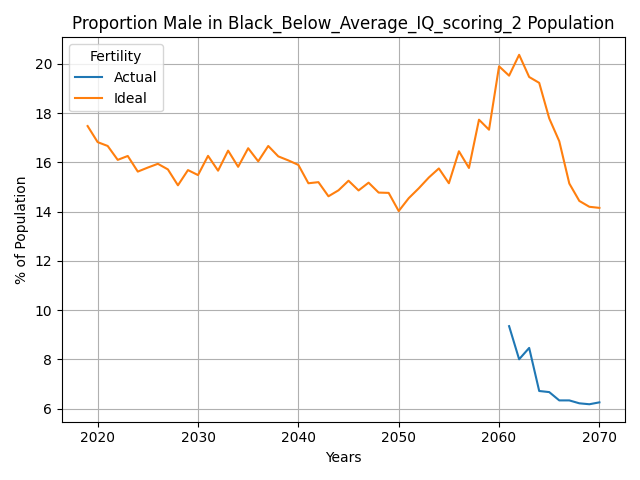 Proportion Male in Black_Below_Average_IQ_scoring_2 Population
Fertility
Actual
Ideal
% of Population
20
18
16
14
12
10
8
6
2020 2030 2040 2050 2060 2070
Years